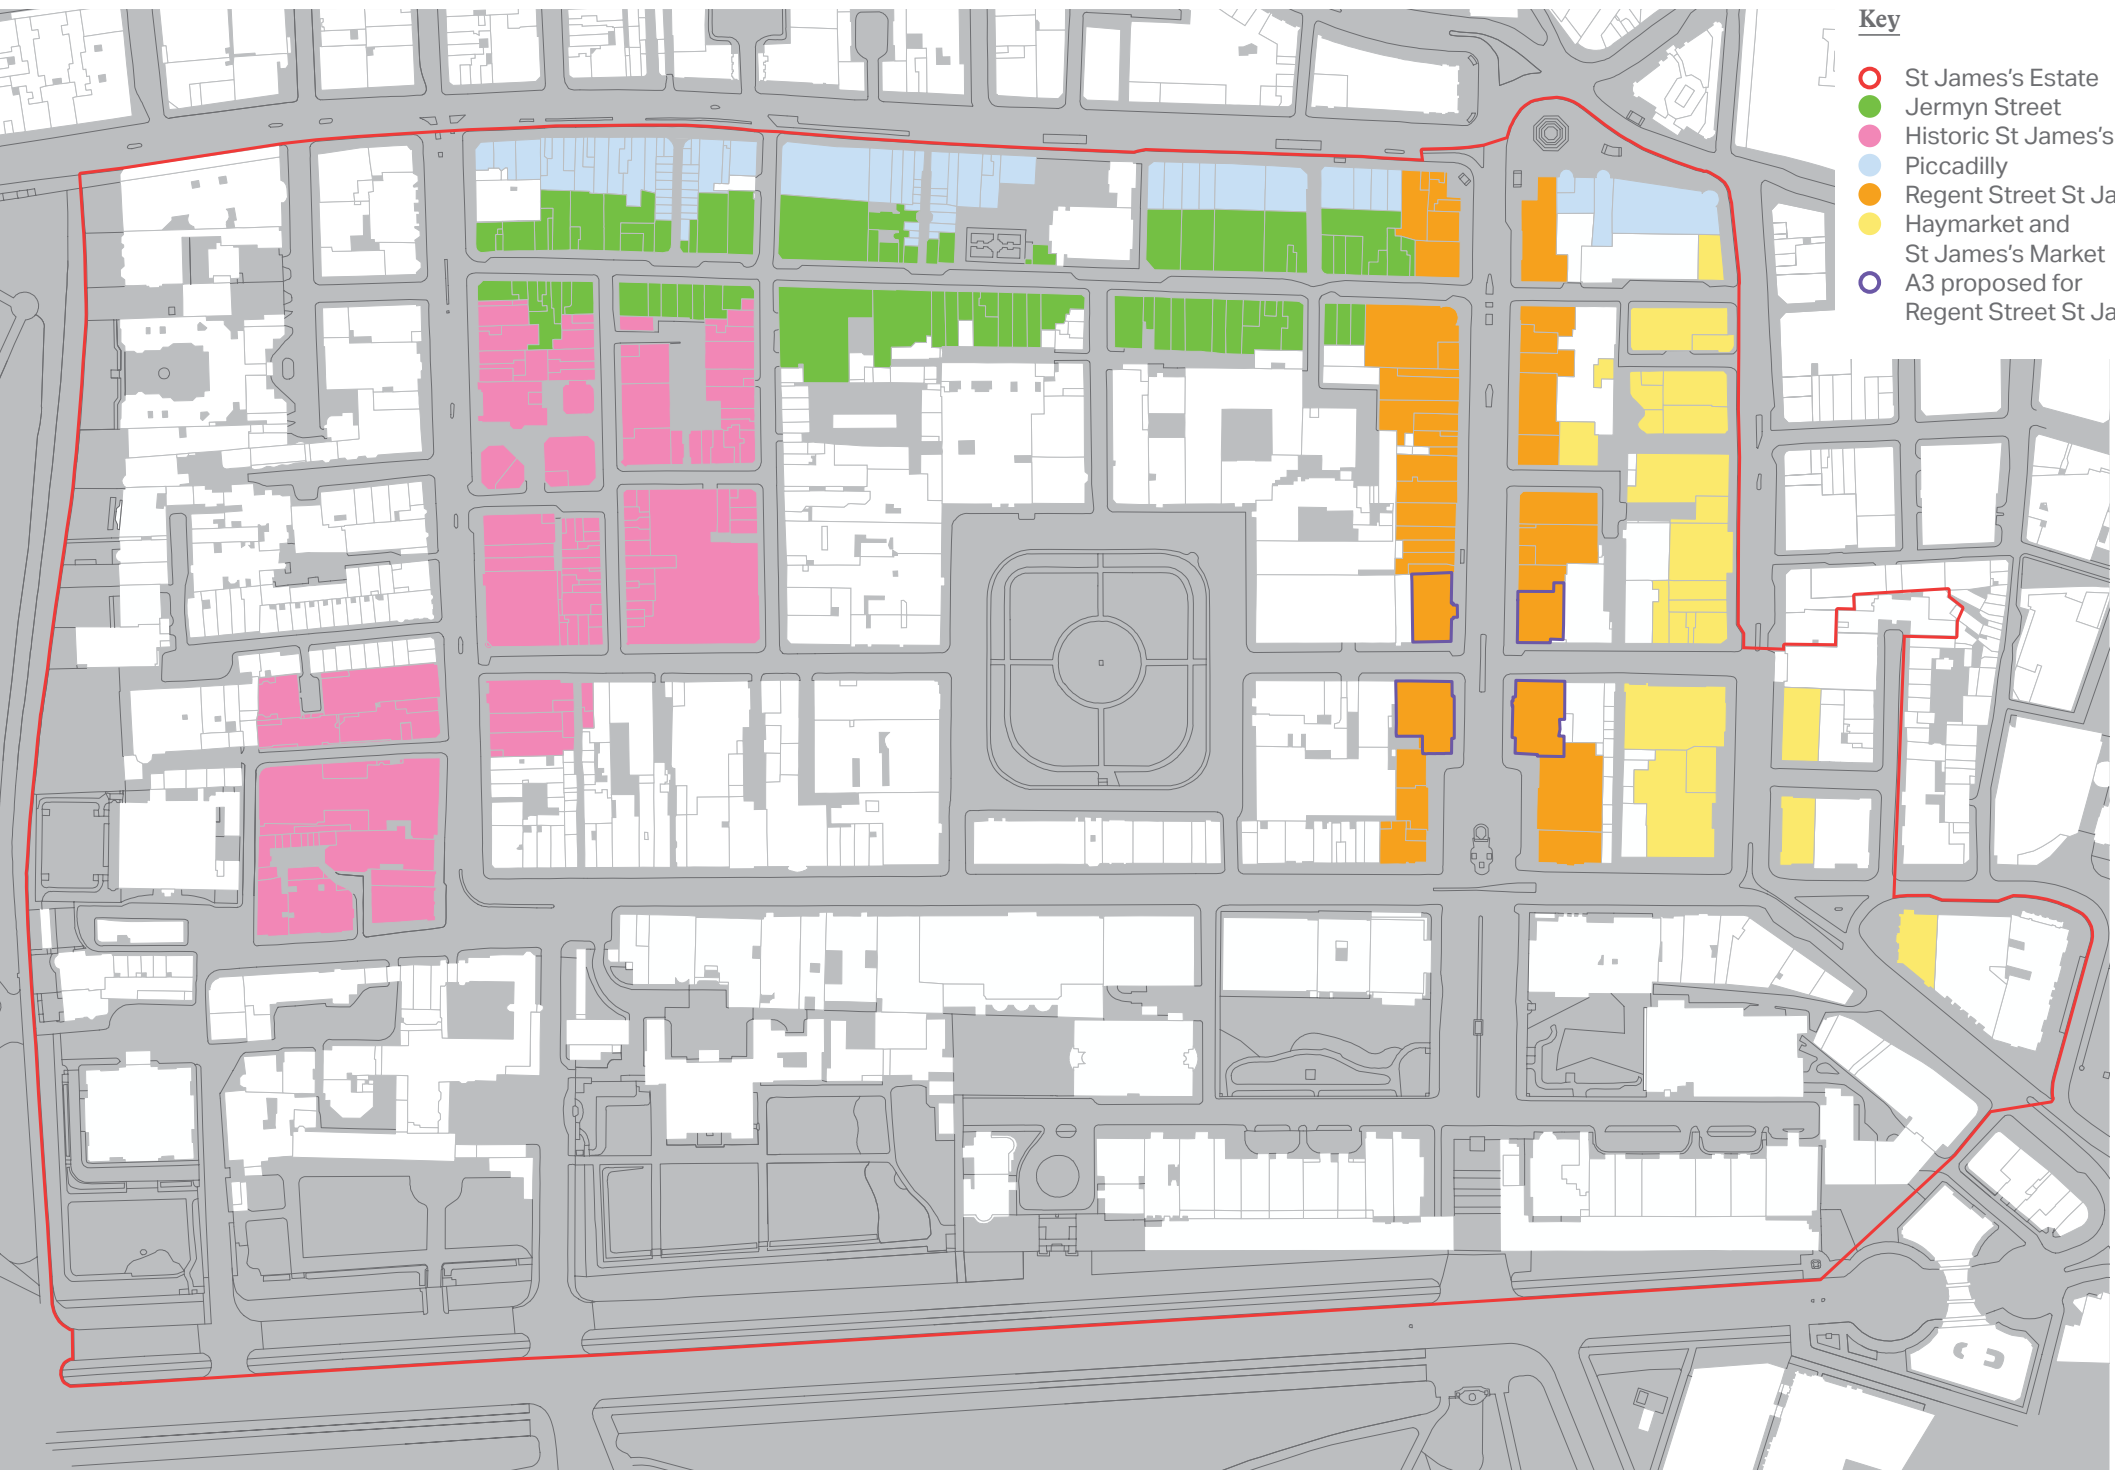 Key
St James's Estate
Jermyn Street
Historic St James's
Piccadilly
Regent Street St Ja
Haymarket and
St James's Market
A3 proposed for
Regent Street St Ja